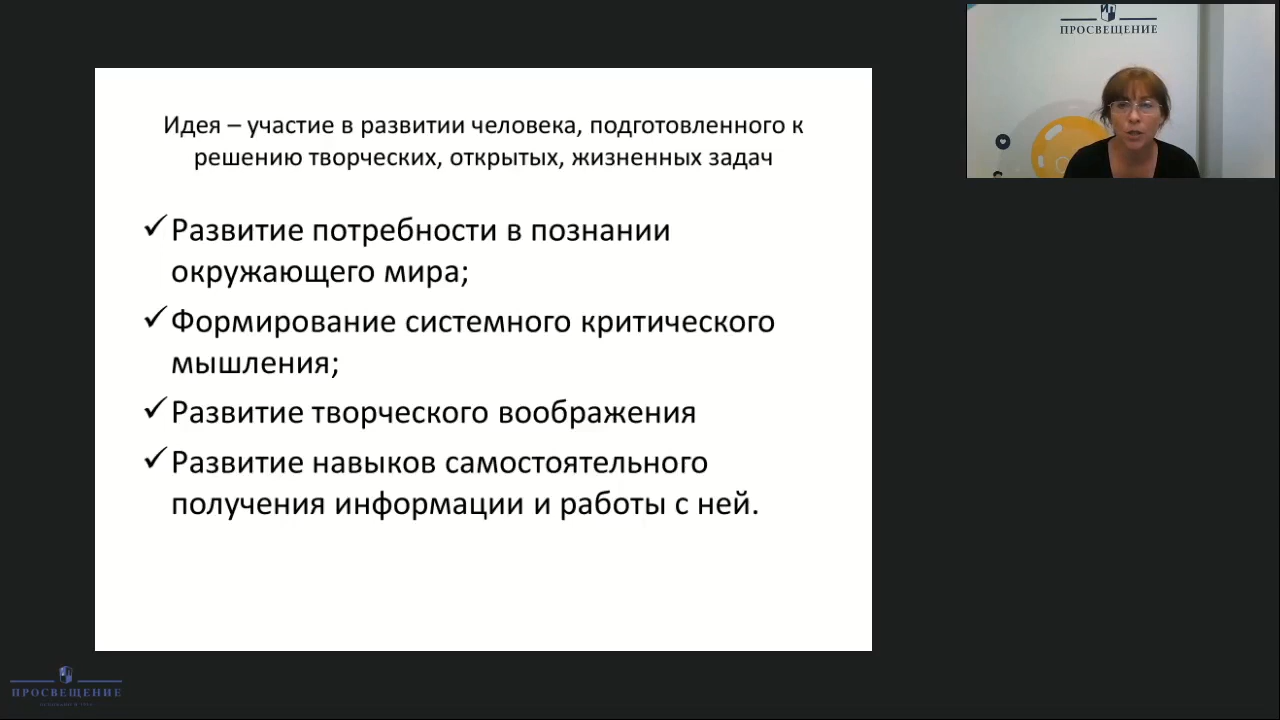 ПРОСВЕЩЕНИЕ
Идея – участие в развитии человека, подготовленного к
решению творческих, открытых, жизненных задач
Развитие потребности в познании
окружающего мира;
Формирование системного критического
мышления;
Развитие творческого воображения
Развитие навыков самостоятельного
получения информации и работы с ней.
ПРОСВЕЩЕНИЕ